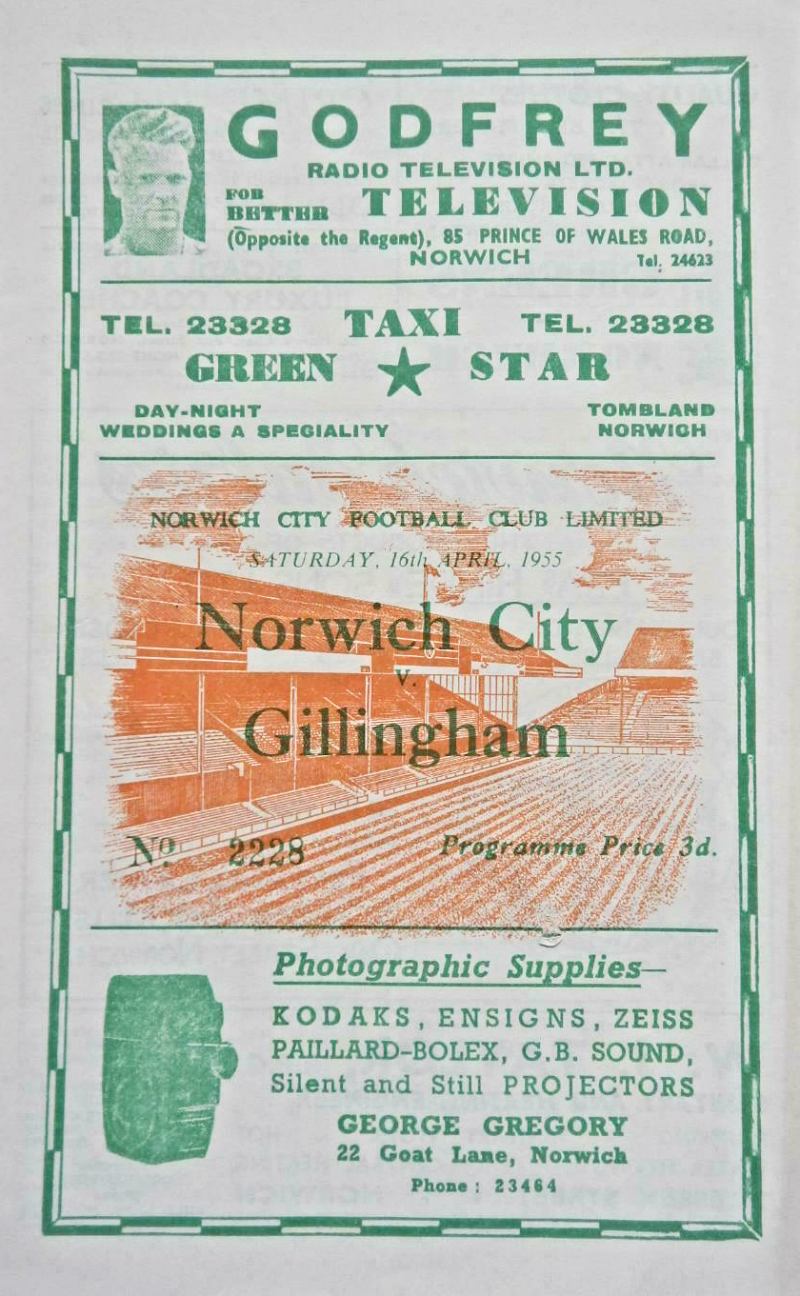 GODFREY
RADIO TELEVISION LTD.
FOR BETTER TELEVISION
(Opposite the Regent), 85 PRINCE OF WALES ROAD,
NORWICH Tel. 24623
TEL. 23328 TAXI TEL. 23328
GREEN ★ STAR
DAY-NIGHT TOMBLAND
WEDDINGS A SPECIALITY NORWICH
NORWICH CITY FOOTBALL CLUB LIMITED
SATURDAY, 16th APRIL, 1955
Norwich City
v.
Gillingham
Nº 2228 Programme Price 3d.
Photographic Supplies—
KODAKS, ENSIGNS, ZEISS
PAILLARD-BOLEX, G.B. SOUND,
Silent and Still PROJECTORS
GEORGE GREGORY
22 Goat Lane, Norwich
Phone : 23464